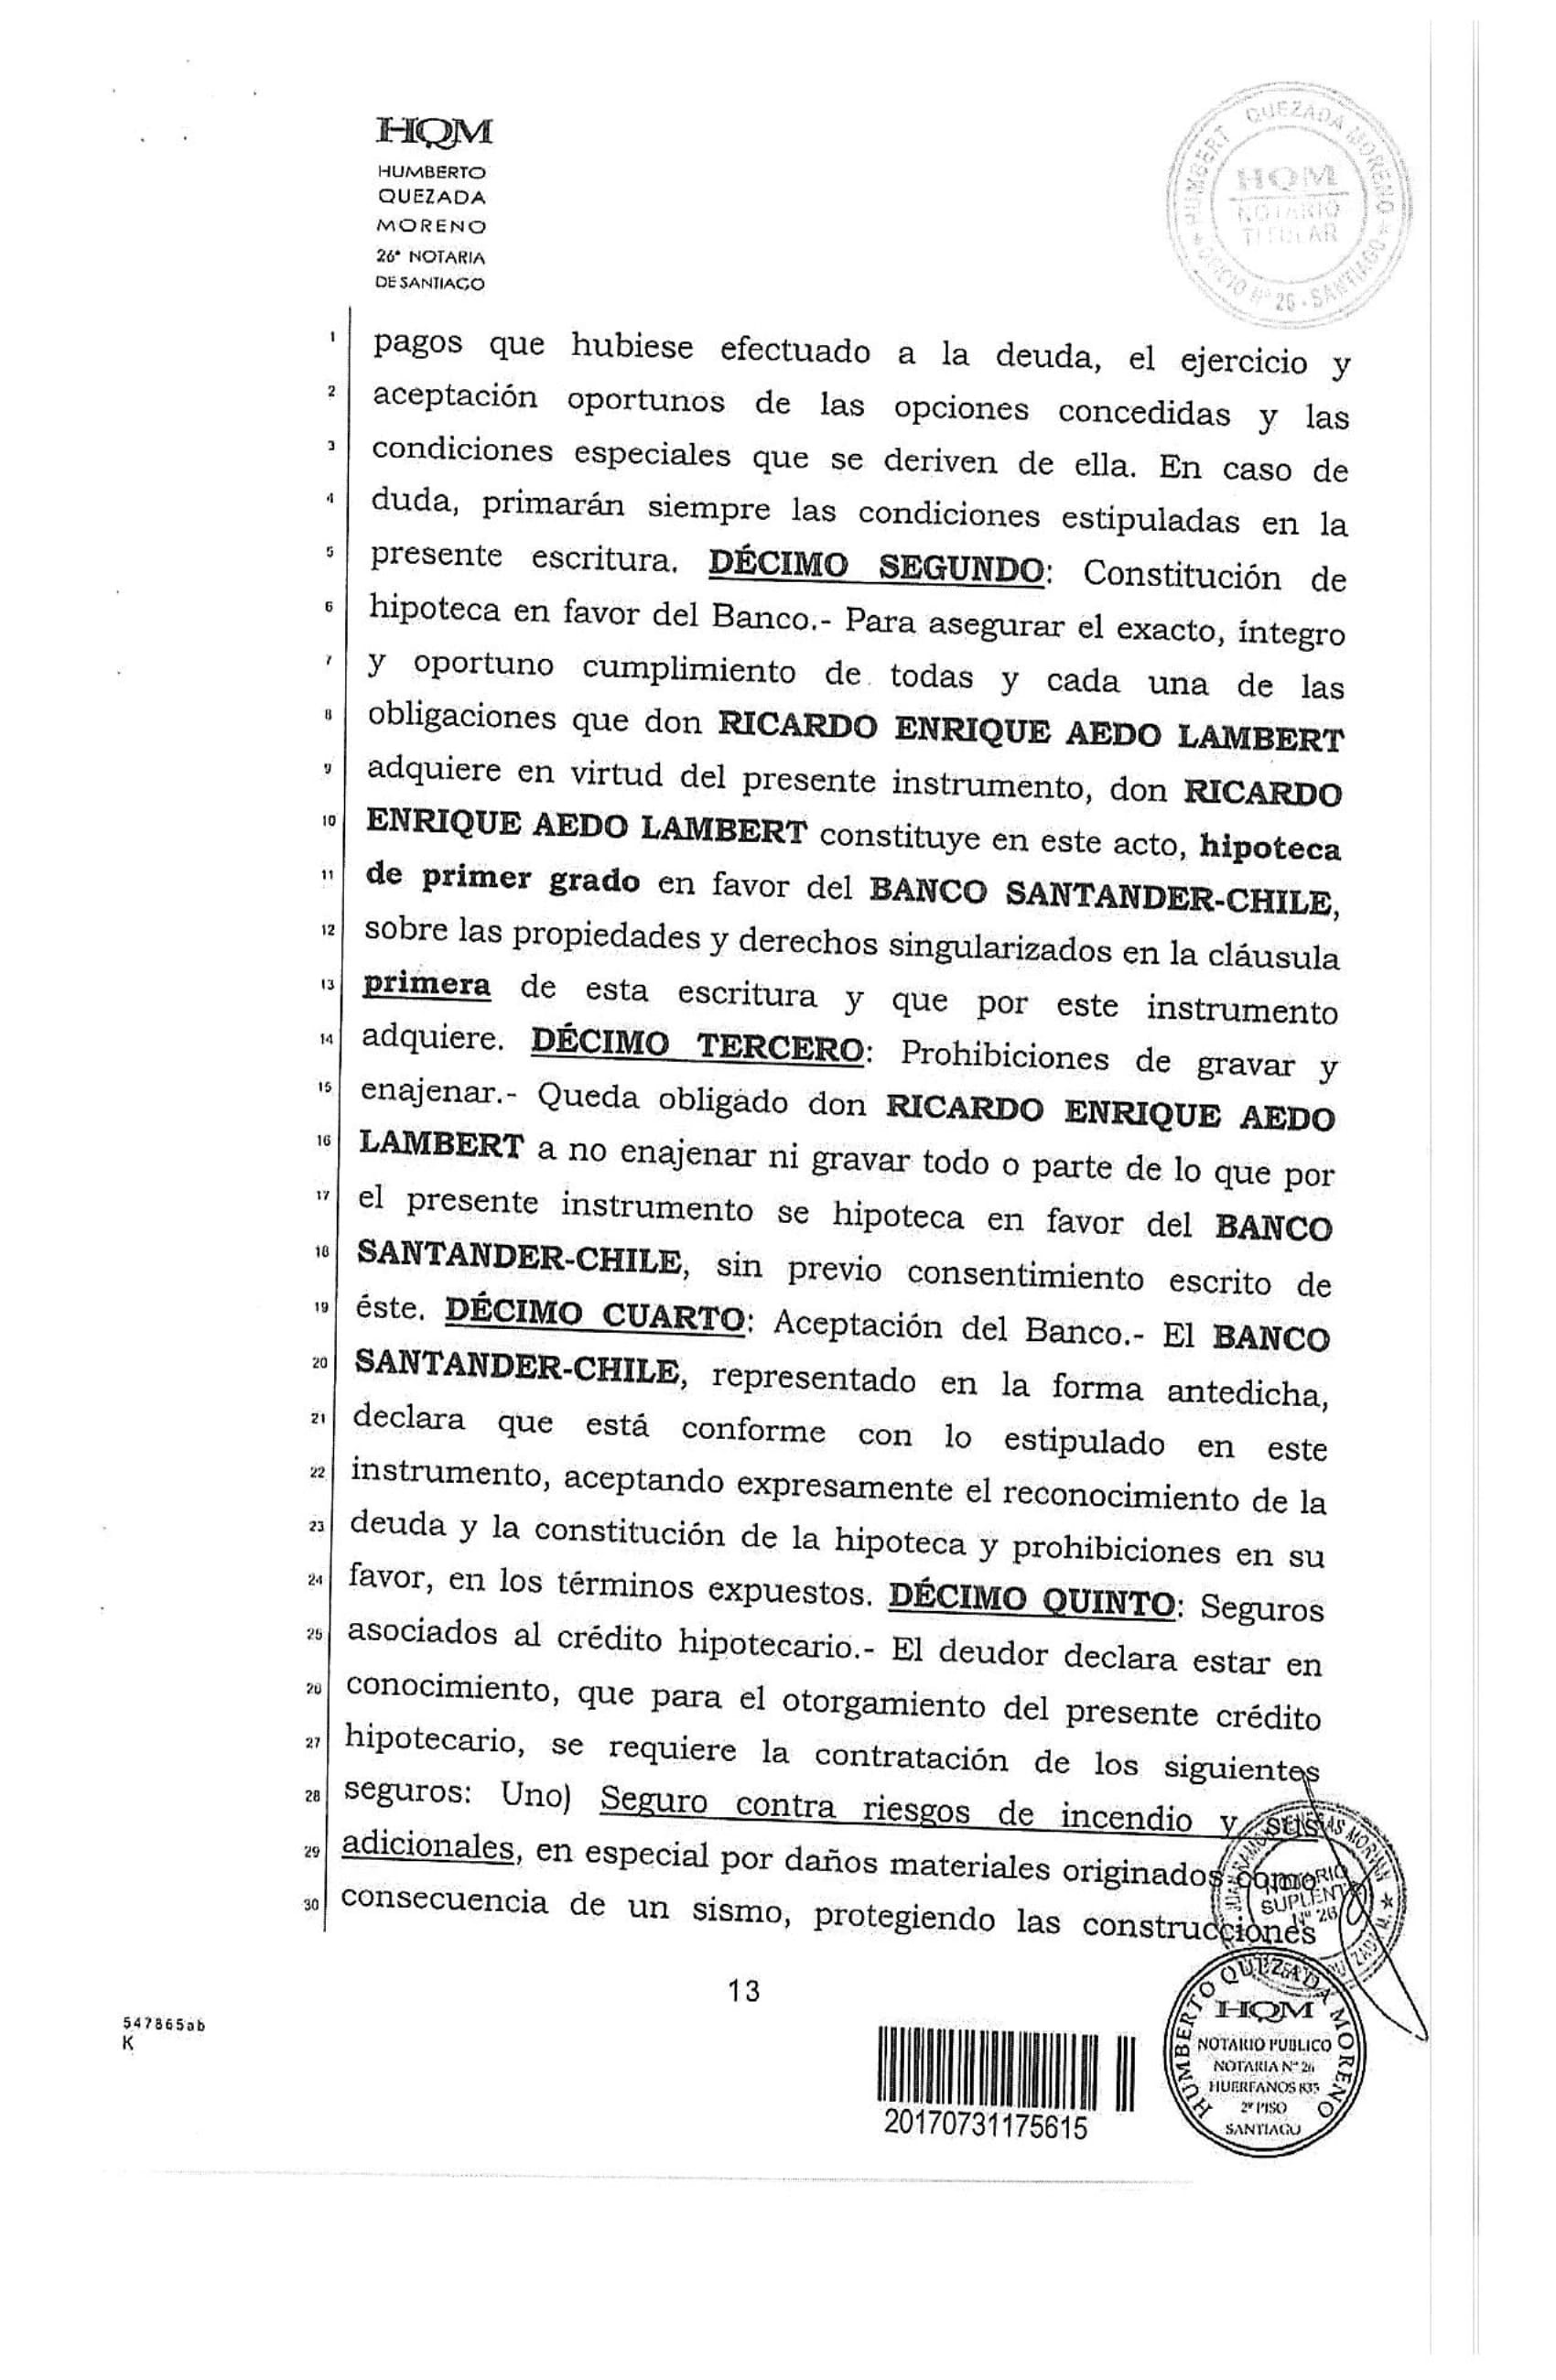 HQM
HUMBERTO
QUEZADA
MORENO
26ª NOTARIA
DE SANTIAGO
HUMBERTO QUEZADA MORENO
HQM
NOTARIO
TITULAR
OFICIO Nº 26 - SANTIAGO
1 pagos que hubiese efectuado a la deuda, el ejercicio y
2 aceptación oportunos de las opciones concedidas y las
3 condiciones especiales que se deriven de ella. En caso de
4 duda, primarán siempre las condiciones estipuladas en la
5 presente escritura. DÉCIMO SEGUNDO: Constitución de
6 hipoteca en favor del Banco.- Para asegurar el exacto, íntegro
7 y oportuno cumplimiento de todas y cada una de las
8 obligaciones que don RICARDO ENRIQUE AEDO LAMBERT
9 adquiere en virtud del presente instrumento, don RICARDO
10 ENRIQUE AEDO LAMBERT constituye en este acto, hipoteca
11 de primer grado en favor del BANCO SANTANDER-CHILE,
12 sobre las propiedades y derechos singularizados en la cláusula
13 primera de esta escritura y que por este instrumento
14 adquiere. DÉCIMO TERCERO: Prohibiciones de gravar y
15 enajenar.- Queda obligado don RICARDO ENRIQUE AEDO
16 LAMBERT a no enajenar ni gravar todo o parte de lo que por
17 el presente instrumento se hipoteca en favor del BANCO
18 SANTANDER-CHILE, sin previo consentimiento escrito de
19 éste. DÉCIMO CUARTO: Aceptación del Banco.- El BANCO
20 SANTANDER-CHILE, representado en la forma antedicha,
21 declara que está conforme con lo estipulado en este
22 instrumento, aceptando expresamente el reconocimiento de la
23 deuda y la constitución de la hipoteca y prohibiciones en su
24 favor, en los términos expuestos. DÉCIMO QUINTO: Seguros
25 asociados al crédito hipotecario.- El deudor declara estar en
26 conocimiento, que para el otorgamiento del presente crédito
27 hipotecario, se requiere la contratación de los siguientes
28 seguros: Uno) Seguro contra riesgos de incendio y sus
29 adicionales, en especial por daños materiales originados como
30 consecuencia de un sismo, protegiendo las construcciones
SUPLENTE
Nº 26
13
547865ab
K
20170731175615
HUMBERTO QUEZADA MORENO
HQM
NOTARIO PUBLICO
NOTARIA Nº 26
HUERFANOS 835
2º PISO
SANTIAGO